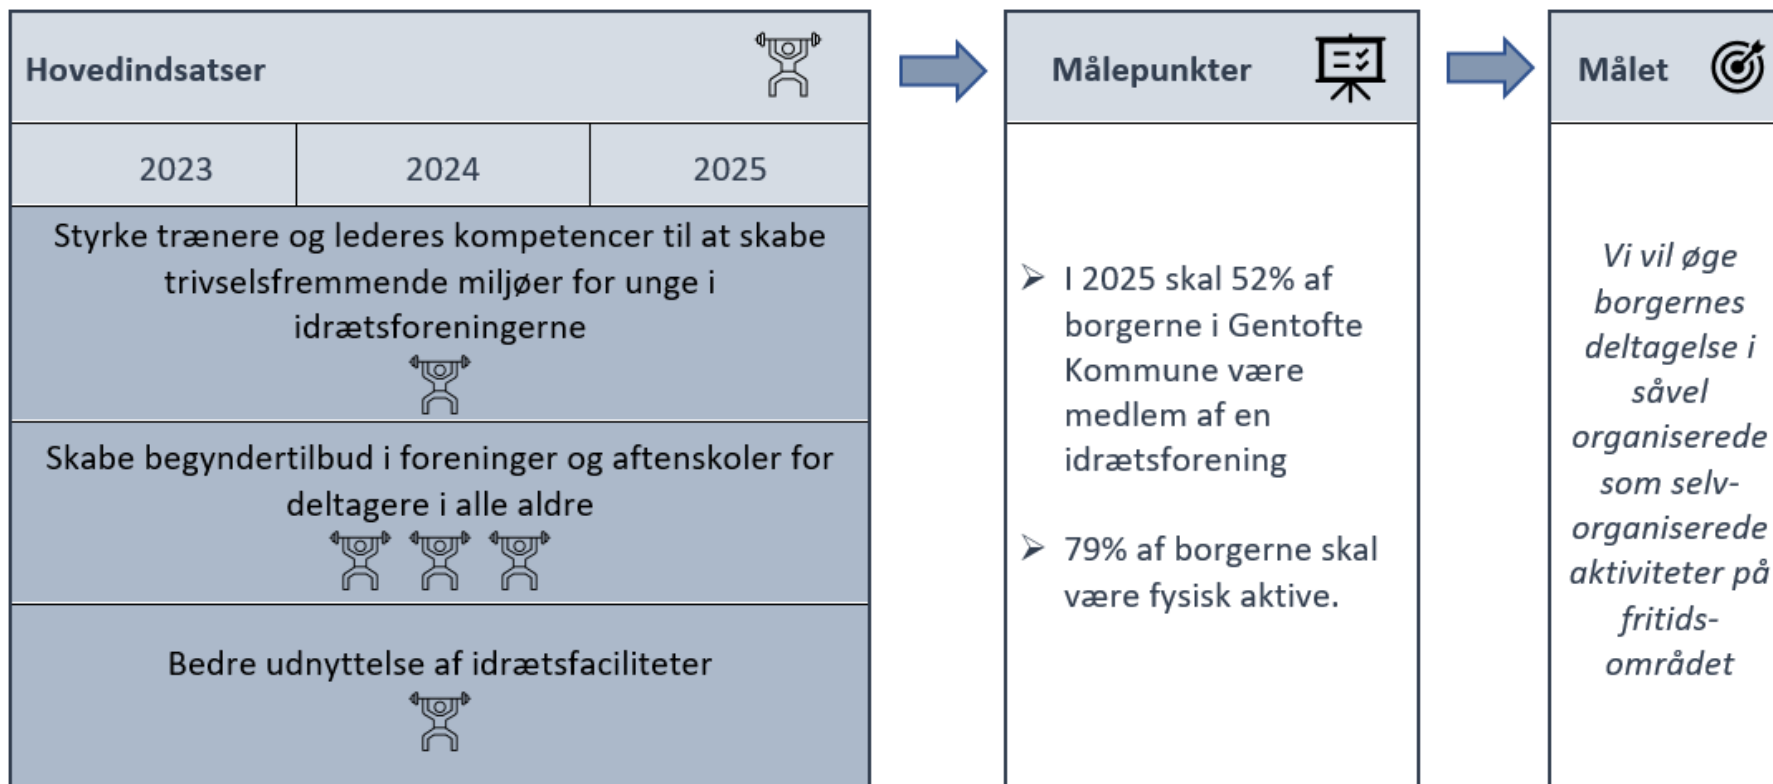 Hovedindsatser
2023
2024
2025
Styrke trænere og lederes kompetencer til at skabe
trivselsfremmende miljøer for unge i
idrætsforeningerne
Skabe begyndertilbud i foreninger og aftenskoler for
deltagere i alle aldre
Bedre udnyttelse af idrætsfaciliteter
Målepunkter
I 2025 skal 52% af
borgerne i Gentofte
Kommune være
medlem af en
idrætsforening
79% af borgerne skal
være fysisk aktive.
Målet
Vi vil øge
borgernes
deltagelse i
såvel
organiserede
som selv-
organiserede
aktiviteter på
fritids-
området